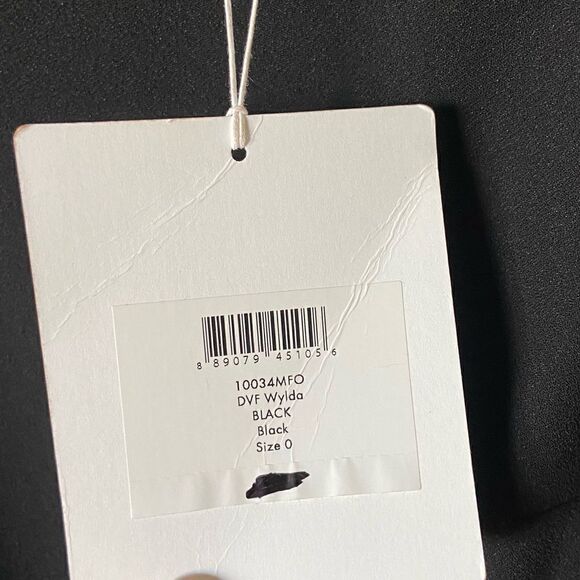 8 89079 45105 6
10034MFO
DVF Wylda
BLACK
Black
Size 0